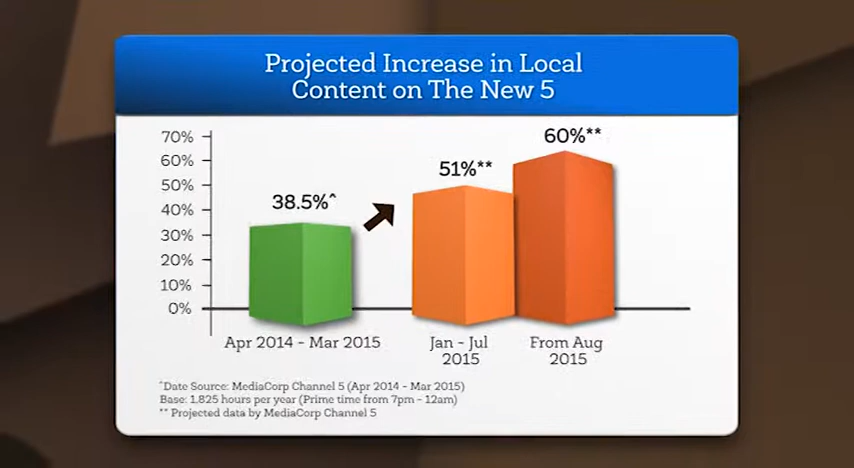 Projected Increase in Local
Content on The New 5
70%
60%
50%
40%
30%
20%
10%
0%
38.5%^
51%**
60%**
Apr 2014 - Mar 2015
Jan - Jul
2015
From Aug
2015
^Date Source: MediaCorp Channel 5 (Apr 2014 - Mar 2015)
Base: 1,825 hours per year (Prime time from 7pm - 12am)
** Projected data by MediaCorp Channel 5